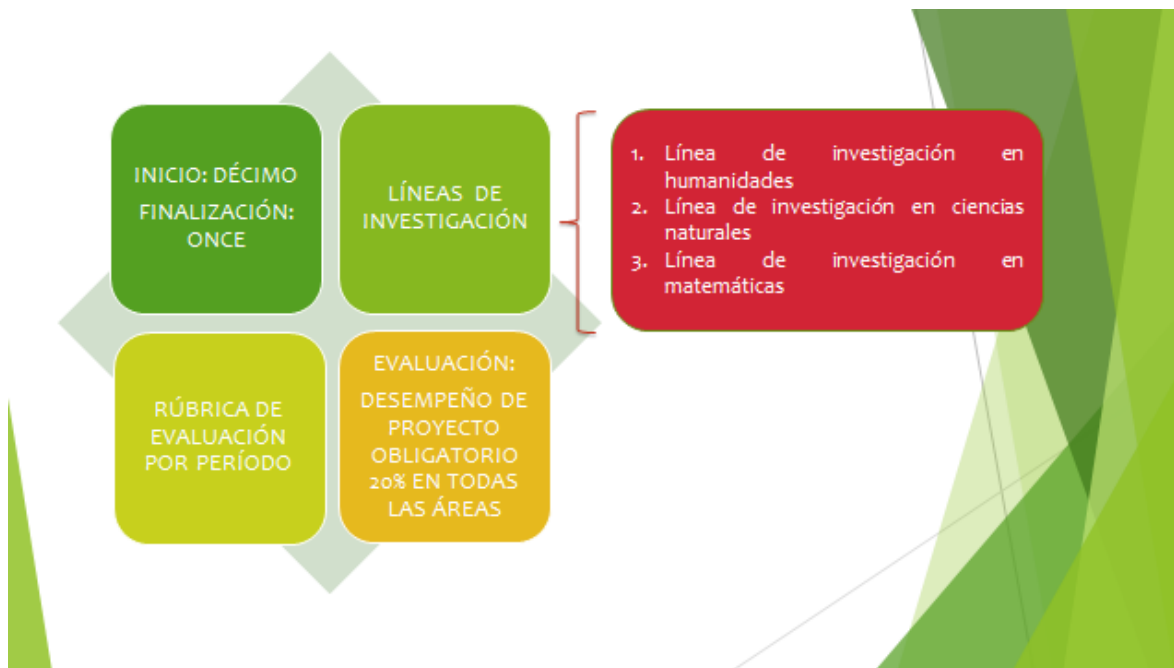 INICIO: DÉCIMO
FINALIZACIÓN:
ONCE
LÍNEAS DE
INVESTIGACIÓN
1. Línea de investigación en
humanidades
2. Línea de investigación en ciencias
naturales
3. Línea de investigación en
matemáticas
RÚBRICA DE
EVALUACIÓN
POR PERÍODO
EVALUACIÓN:
DESEMPEÑO DE
PROYECTO
OBLIGATORIO
20% EN TODAS
LAS ÁREAS